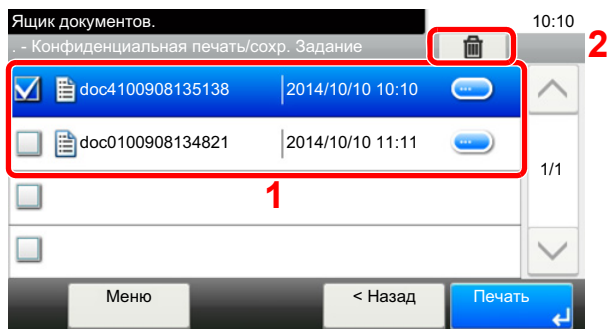 Ящик документов. 10:10
. - Конфиденциальная печать/сохр. Задание 2
doc4100908135138 2014/10/10 10:10 ...
doc0100908134821 2014/10/10 11:11 ...
1/1
1
Меню < Назад Печать